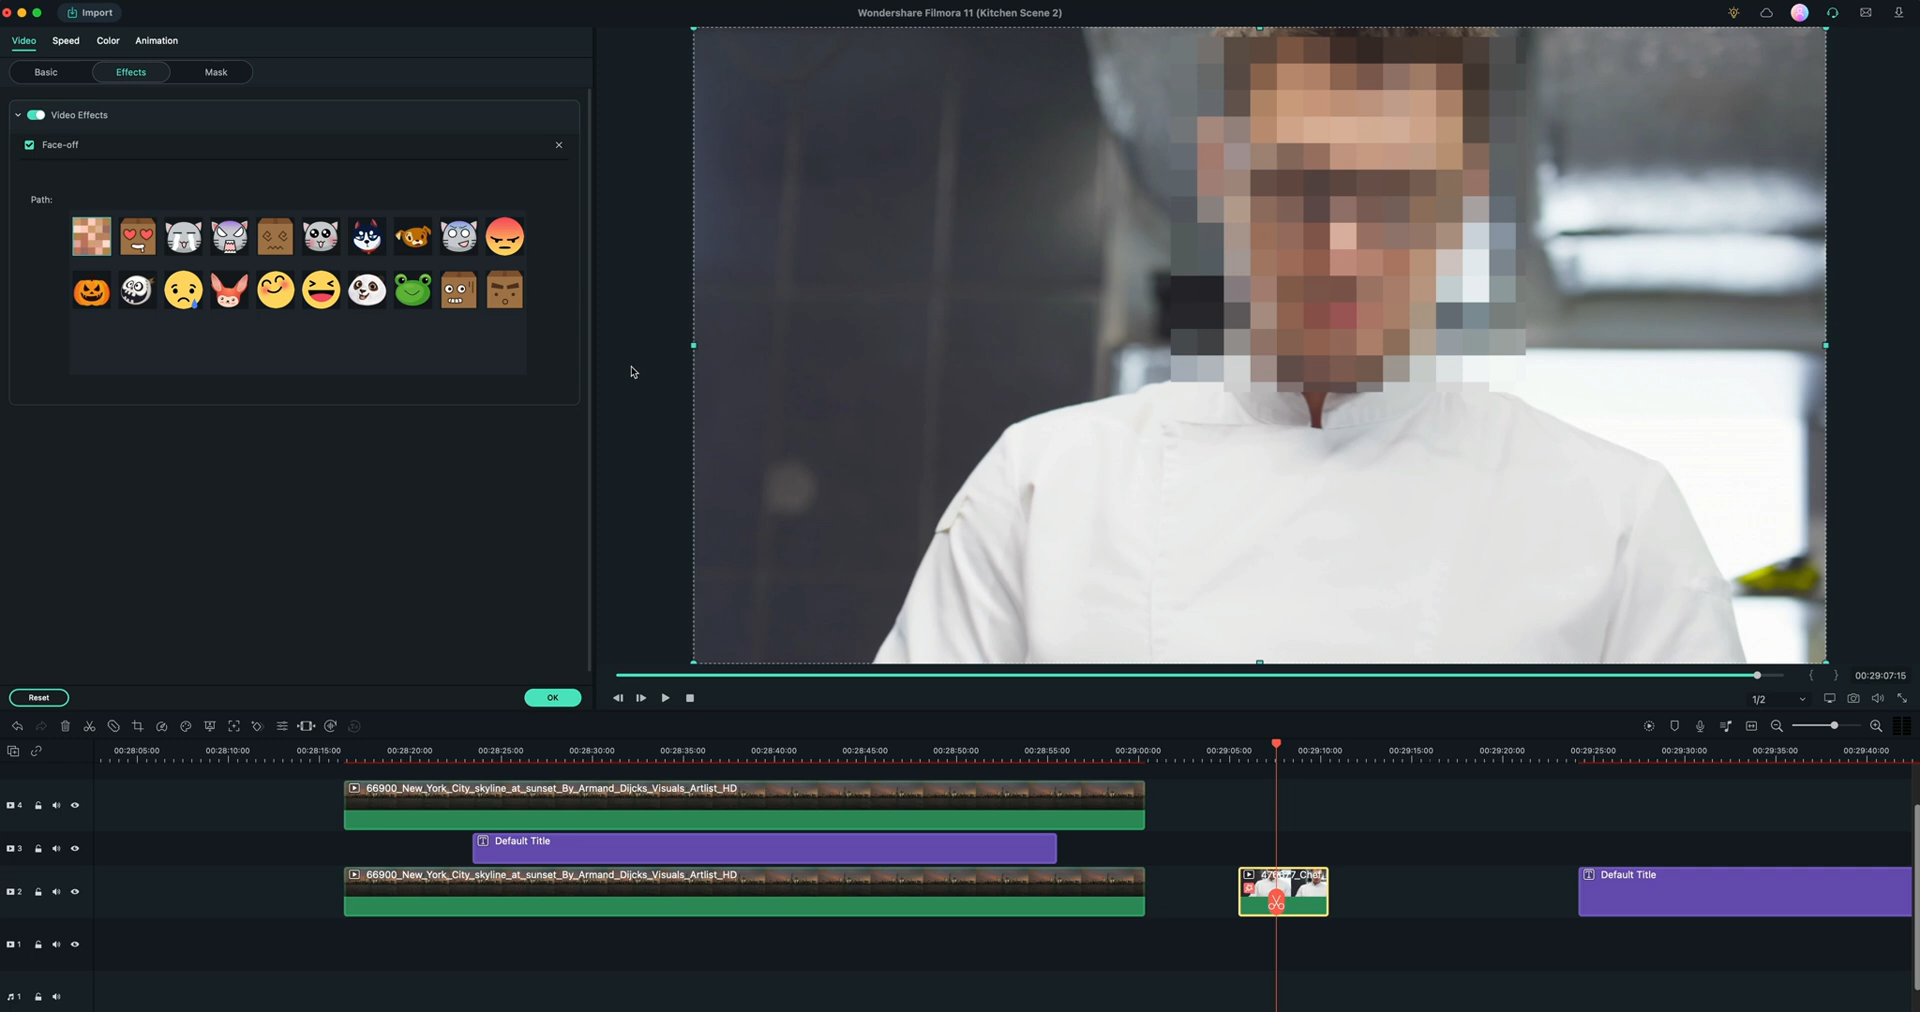 Import
Wondershare Filmora 11 (Kitchen Scene 2)
Video Speed Color Animation
Basic Effects Mask
Video Effects
Face-off
Path:
Reset OK
00:29:07:15
1/2
00:28:05:00 00:28:10:00 00:28:15:00 00:28:20:00 00:28:25:00 00:28:30:00 00:28:35:00 00:28:40:00 00:28:45:00 00:28:50:00 00:28:55:00 00:29:00:00 00:29:05:00 00:29:10:00 00:29:15:00 00:29:20:00 00:29:25:00 00:29:30:00 00:29:35:00 00:29:40:00
66900_New_York_City_skyline_at_sunset_By_Armand_Dijcks_Visuals_Artlist_HD
4
Default Title
3
66900_New_York_City_skyline_at_sunset_By_Armand_Dijcks_Visuals_Artlist_HD
Default Title
2
1
1